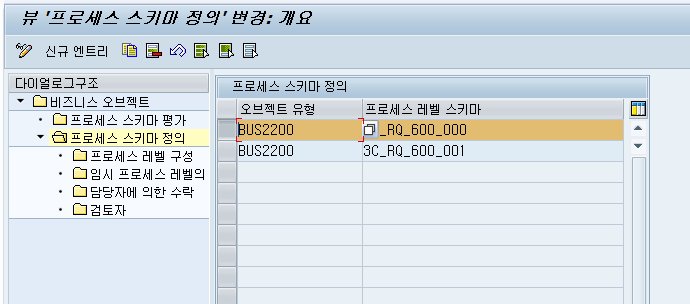 뷰 '프로세스 스키마 정의' 변경: 개요
신규 엔트리
다이얼로그구조
비즈니스 오브젝트
프로세스 스키마 평가
프로세스 스키마 정의
프로세스 레벨 구성
임시 프로세스 레벨의
담당자에 의한 수락
검토자
프로세스 스키마 정의
오브젝트 유형 프로세스 레벨 스키마
BUS2200 _RQ_600_000
BUS2200 3C_RQ_600_001